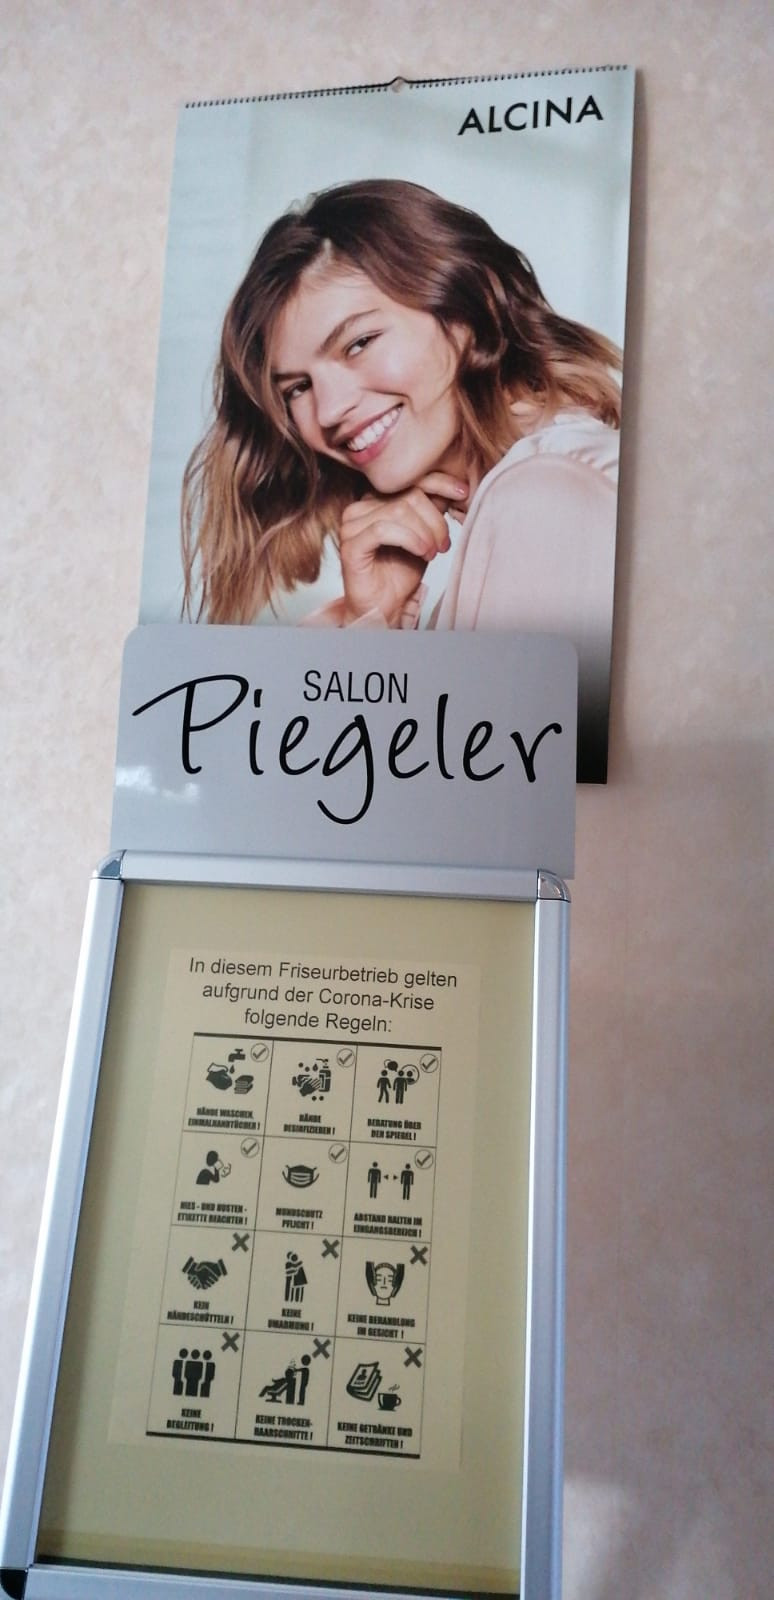 ALCINA
SALON
Piegeler
In diesem Friseurbetrieb gelten
aufgrund der Corona-Krise
folgende Regeln:
HÄNDE WASCHEN,
EINMALHANDTÜCHER !
HÄNDE
DESINFIZIEREN !
BERATUNG ÜBER
DEN SPIEGEL !
NIES - UND HUSTEN -
ETIKETTE BEACHTEN !
MUNDSCHUTZ
PFLICHT !
ABSTAND HALTEN IM
EINGANGSBEREICH !
KEIN
HÄNDESCHÜTTELN !
KEINE
UMARMUNG !
KEINE BEHANDLUNG
IM GESICHT !
KEINE
BEGLEITUNG !
KEINE TROCKEN-
HAARSCHNITTE !
KEINE GETRÄNKE UND
ZEITSCHRIFTEN !